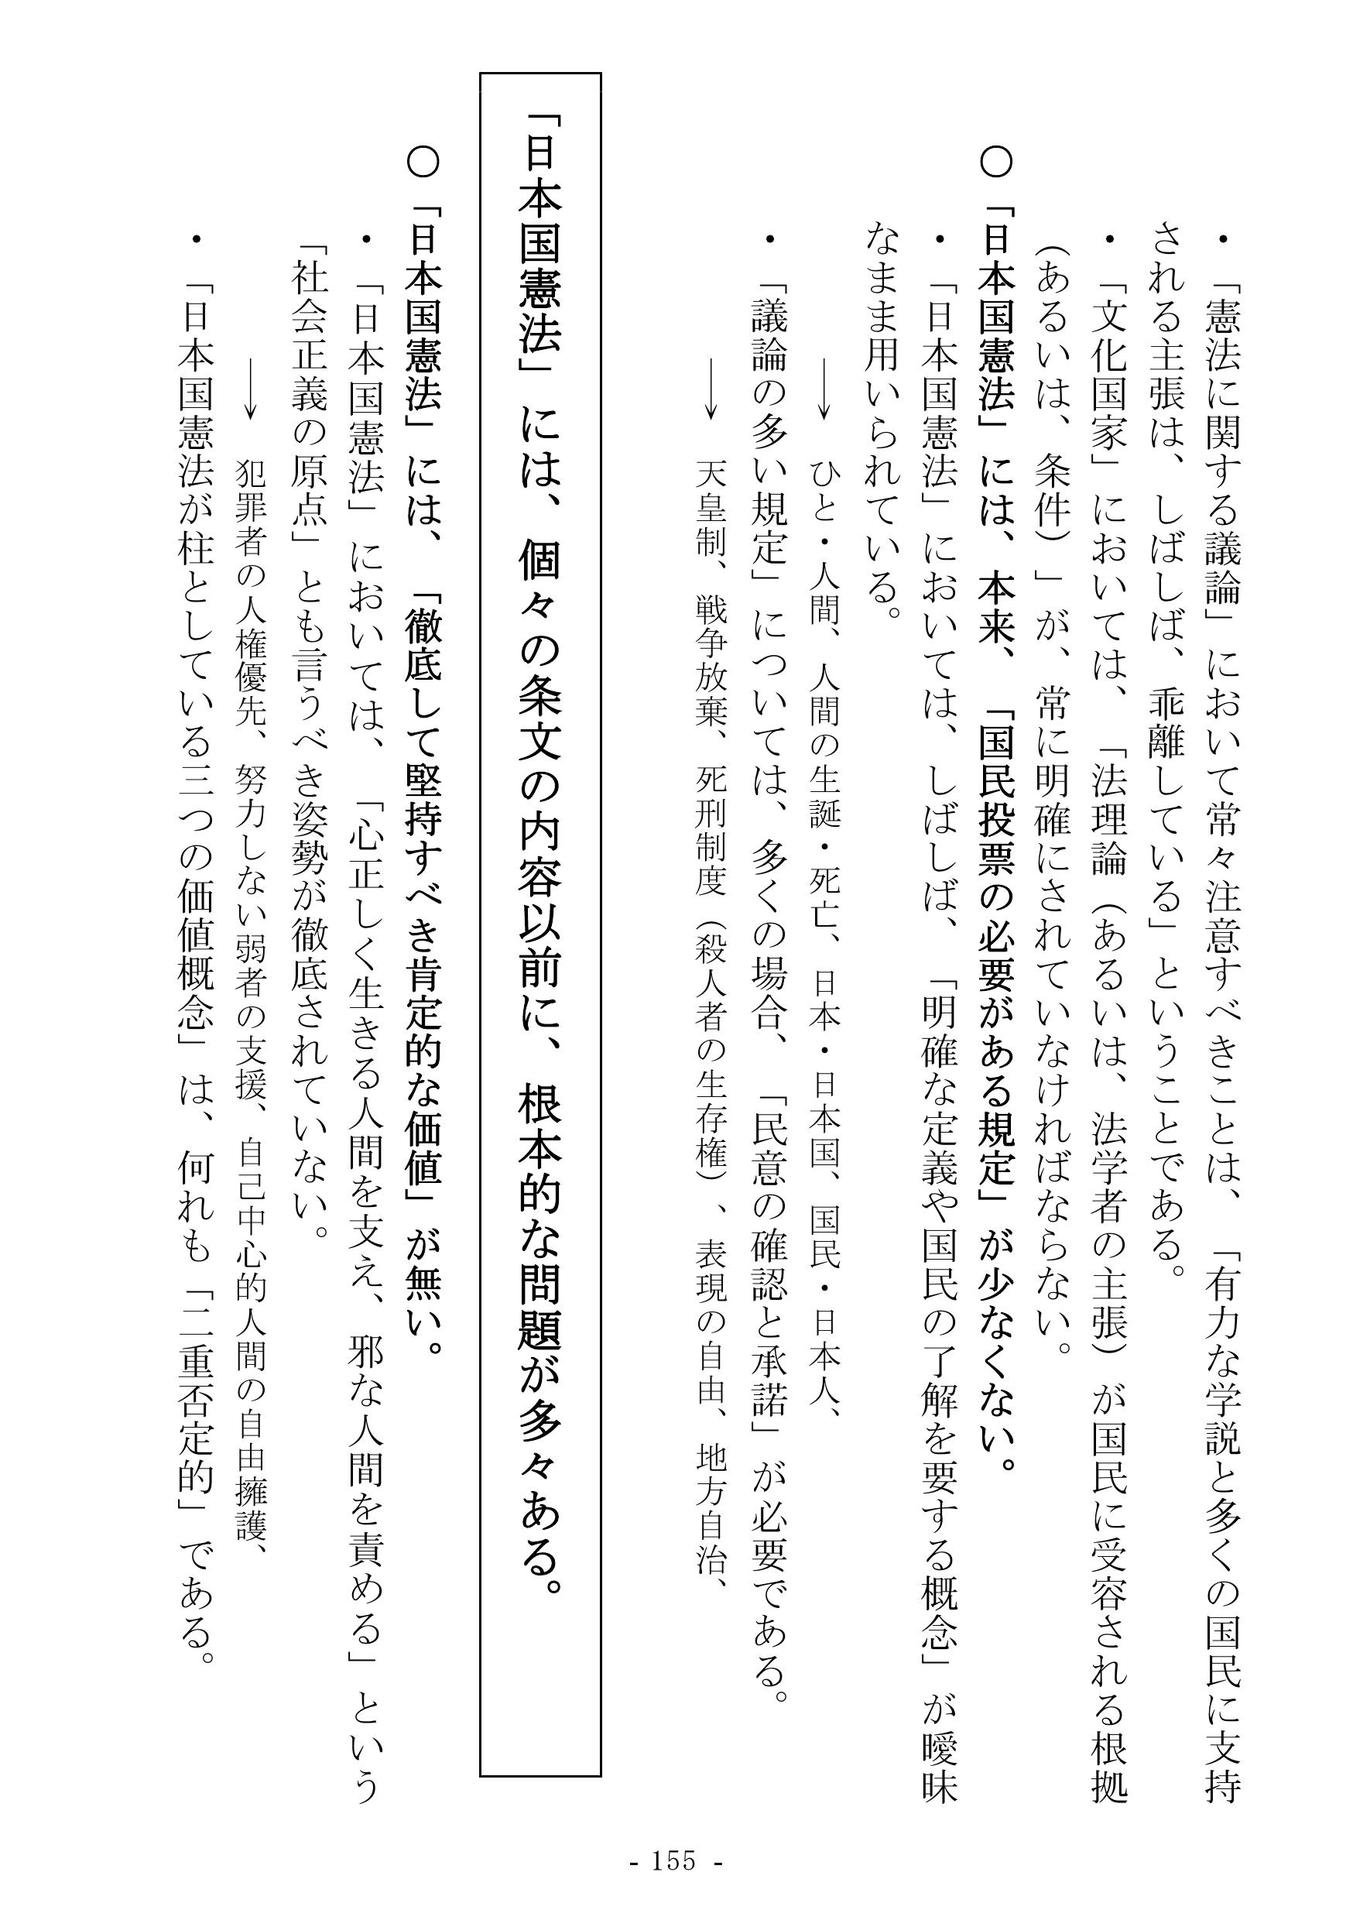 ・「憲法に関する議論」において常々注意すべきことは、「有力な学説と多くの国民に支持
される主張は、しばしば、乖離している」ということである。
・「文化国家」においては、「法理論（あるいは、法学者の主張）が国民に受容される根拠
（あるいは、条件）」が、常に明確にされていなければならない。
○「日本国憲法」には、本来、「国民投票の必要がある規定」が少なくない。
・「日本国憲法」においては、しばしば、「明確な定義や国民の了解を要する概念」が曖昧
なまま用いられている。
→ ひと・人間、人間の生誕・死亡、日本・日本国、国民・日本人、
・「議論の多い規定」については、多くの場合、「民意の確認と承諾」が必要である。
→ 天皇制、戦争放棄、死刑制度（殺人者の生存権）、表現の自由、地方自治、
「日本国憲法」には、個々の条文の内容以前に、根本的な問題が多々ある。
○「日本国憲法」には、「徹底して堅持すべき肯定的な価値」が無い。
・「日本国憲法」においては、「心正しく生きる人間を支え、邪な人間を責める」という
「社会正義の原点」とも言うべき姿勢が徹底されていない。
→ 犯罪者の人権優先、努力しない弱者の支援、自己中心的人間の自由擁護、
・「日本国憲法が柱としている三つの価値概念」は、何れも「二重否定的」である。
- 155 -